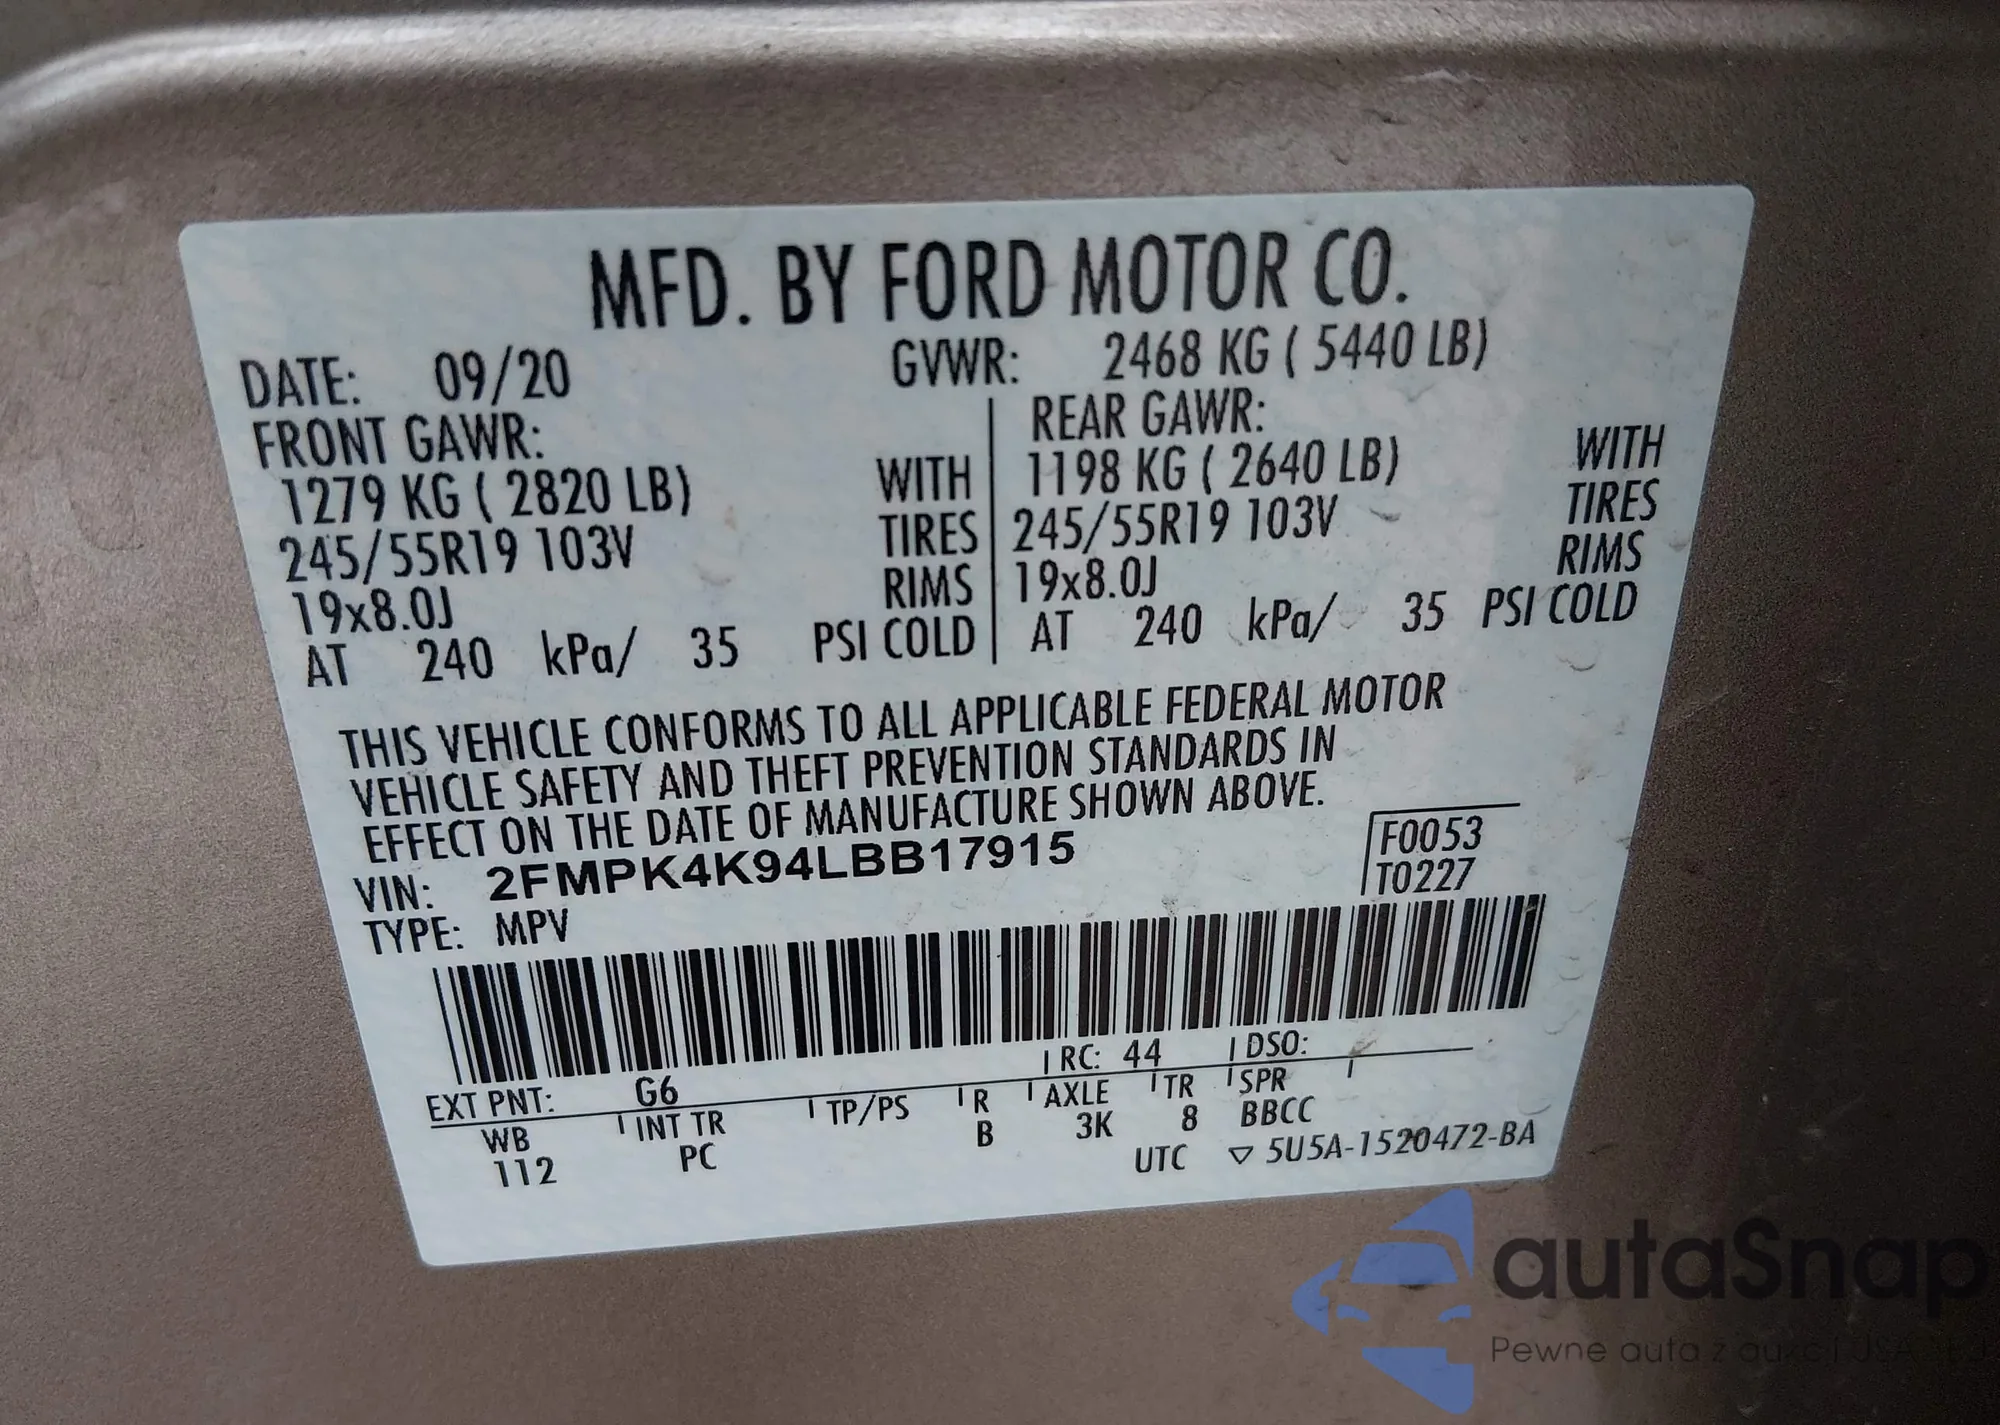 MFD. BY FORD MOTOR CO.
DATE: 09/20 GVWR: 2468 KG ( 5440 LB)
FRONT GAWR: REAR GAWR:
1279 KG ( 2820 LB) WITH 1198 KG ( 2640 LB) WITH
245/55R19 103V TIRES 245/55R19 103V TIRES
19x8.0J RIMS 19x8.0J RIMS
AT 240 kPa/ 35 PSI COLD AT 240 kPa/ 35 PSI COLD
THIS VEHICLE CONFORMS TO ALL APPLICABLE FEDERAL MOTOR
VEHICLE SAFETY AND THEFT PREVENTION STANDARDS IN
EFFECT ON THE DATE OF MANUFACTURE SHOWN ABOVE.
VIN: 2FMPK4K94LBB17915 F0053
TYPE: MPV T0227
EXT PNT: G6 RC: 44 DSO:
WB INT TR TP/PS R AXLE TR SPR
112 PC B 3K 8 BBCC
UTC ▽ 5U5A-1520472-BA
autaSnap
Pewne auta z aukcji USA